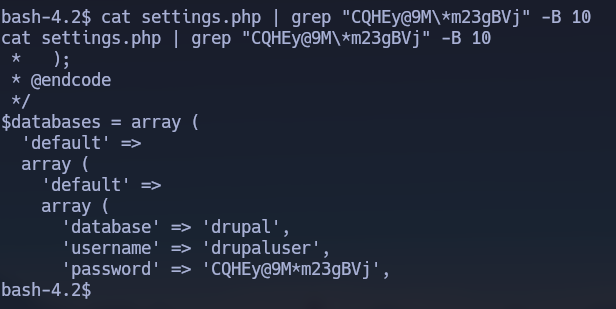 bash-4.2$ cat settings.php | grep "CQHEy@9M\*m23gBVj" -B 10
cat settings.php | grep "CQHEy@9M\*m23gBVj" -B 10
 *   );
 * @endcode
 */
$databases = array (
  'default' =>
  array (
    'default' =>
    array (
      'database' => 'drupal',
      'username' => 'drupaluser',
      'password' => 'CQHEy@9M*m23gBVj',
bash-4.2$